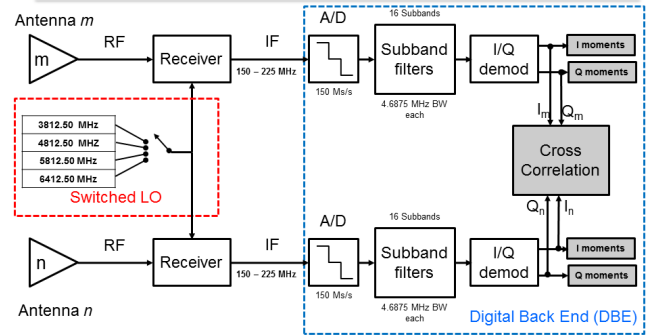 16 Subbands
Antenna m
A/D
RF
IF
I/Q
demod
I moments
m
Receiver
Subband
filters
Q moments
150 – 225 MHz
150 Ms/s
4.6875 MHz BW
each
Im
Qm
3812.50 MHz
4812.50 MHZ
5812.50 MHz
6412.50 MHz
Switched LO
Cross
Correlation
Qn
In
16 Subbands
A/D
RF
IF
n
Receiver
Subband
filters
I/Q
demod
I moments
Q moments
150 – 225 MHz
150 Ms/s
4.6875 MHz BW
each
Antenna n
Digital Back End (DBE)